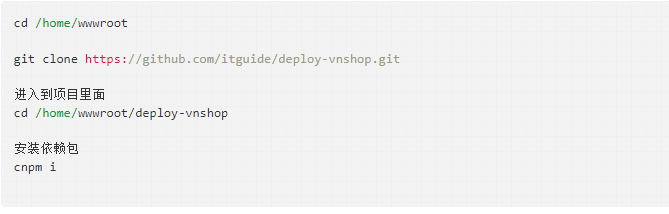 cd /home/wwwroot
git clone https://github.com/itguide/deploy-vnshop.git
进入到项目里面
cd /home/wwwroot/deploy-vnshop
安装依赖包
cnpm i